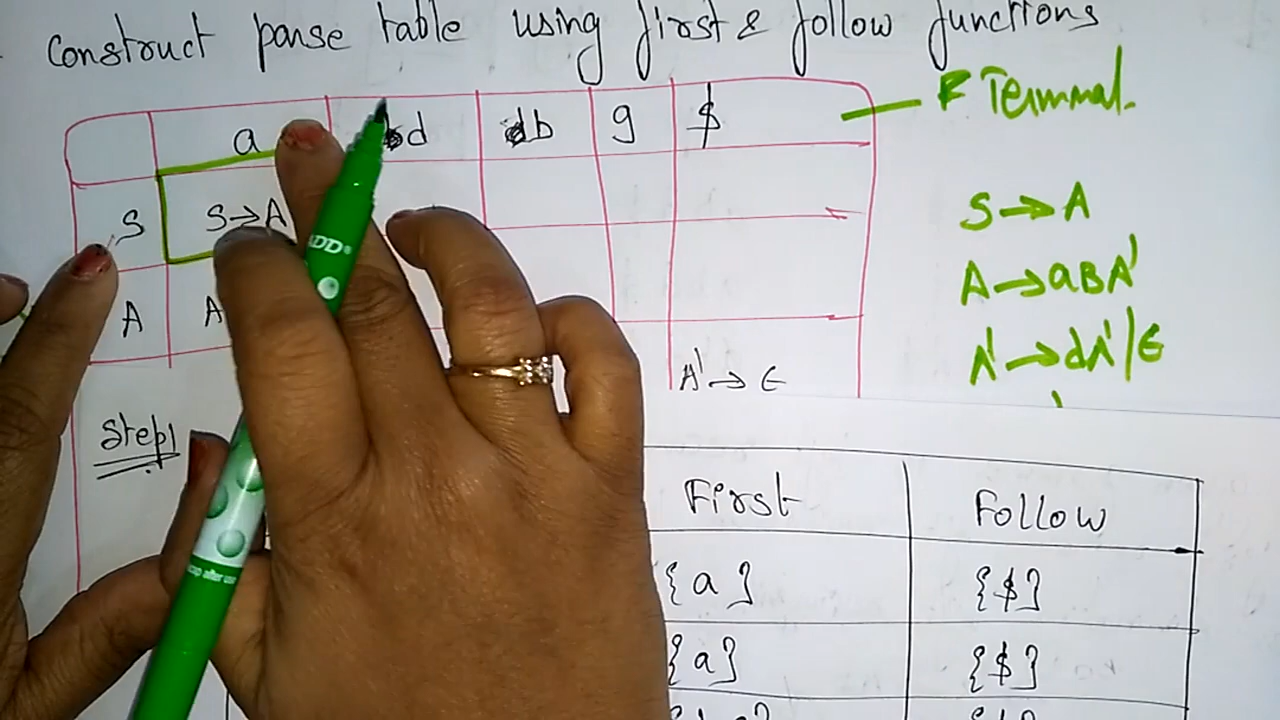 Construct parse table using first & follow functions
a d db g $
Terminal.
S S→A
S→A
A→aBA'
A A
A'→dA'/ϵ
A'→ϵ
Step1
First Follow
{a} {$}
{a} {$}